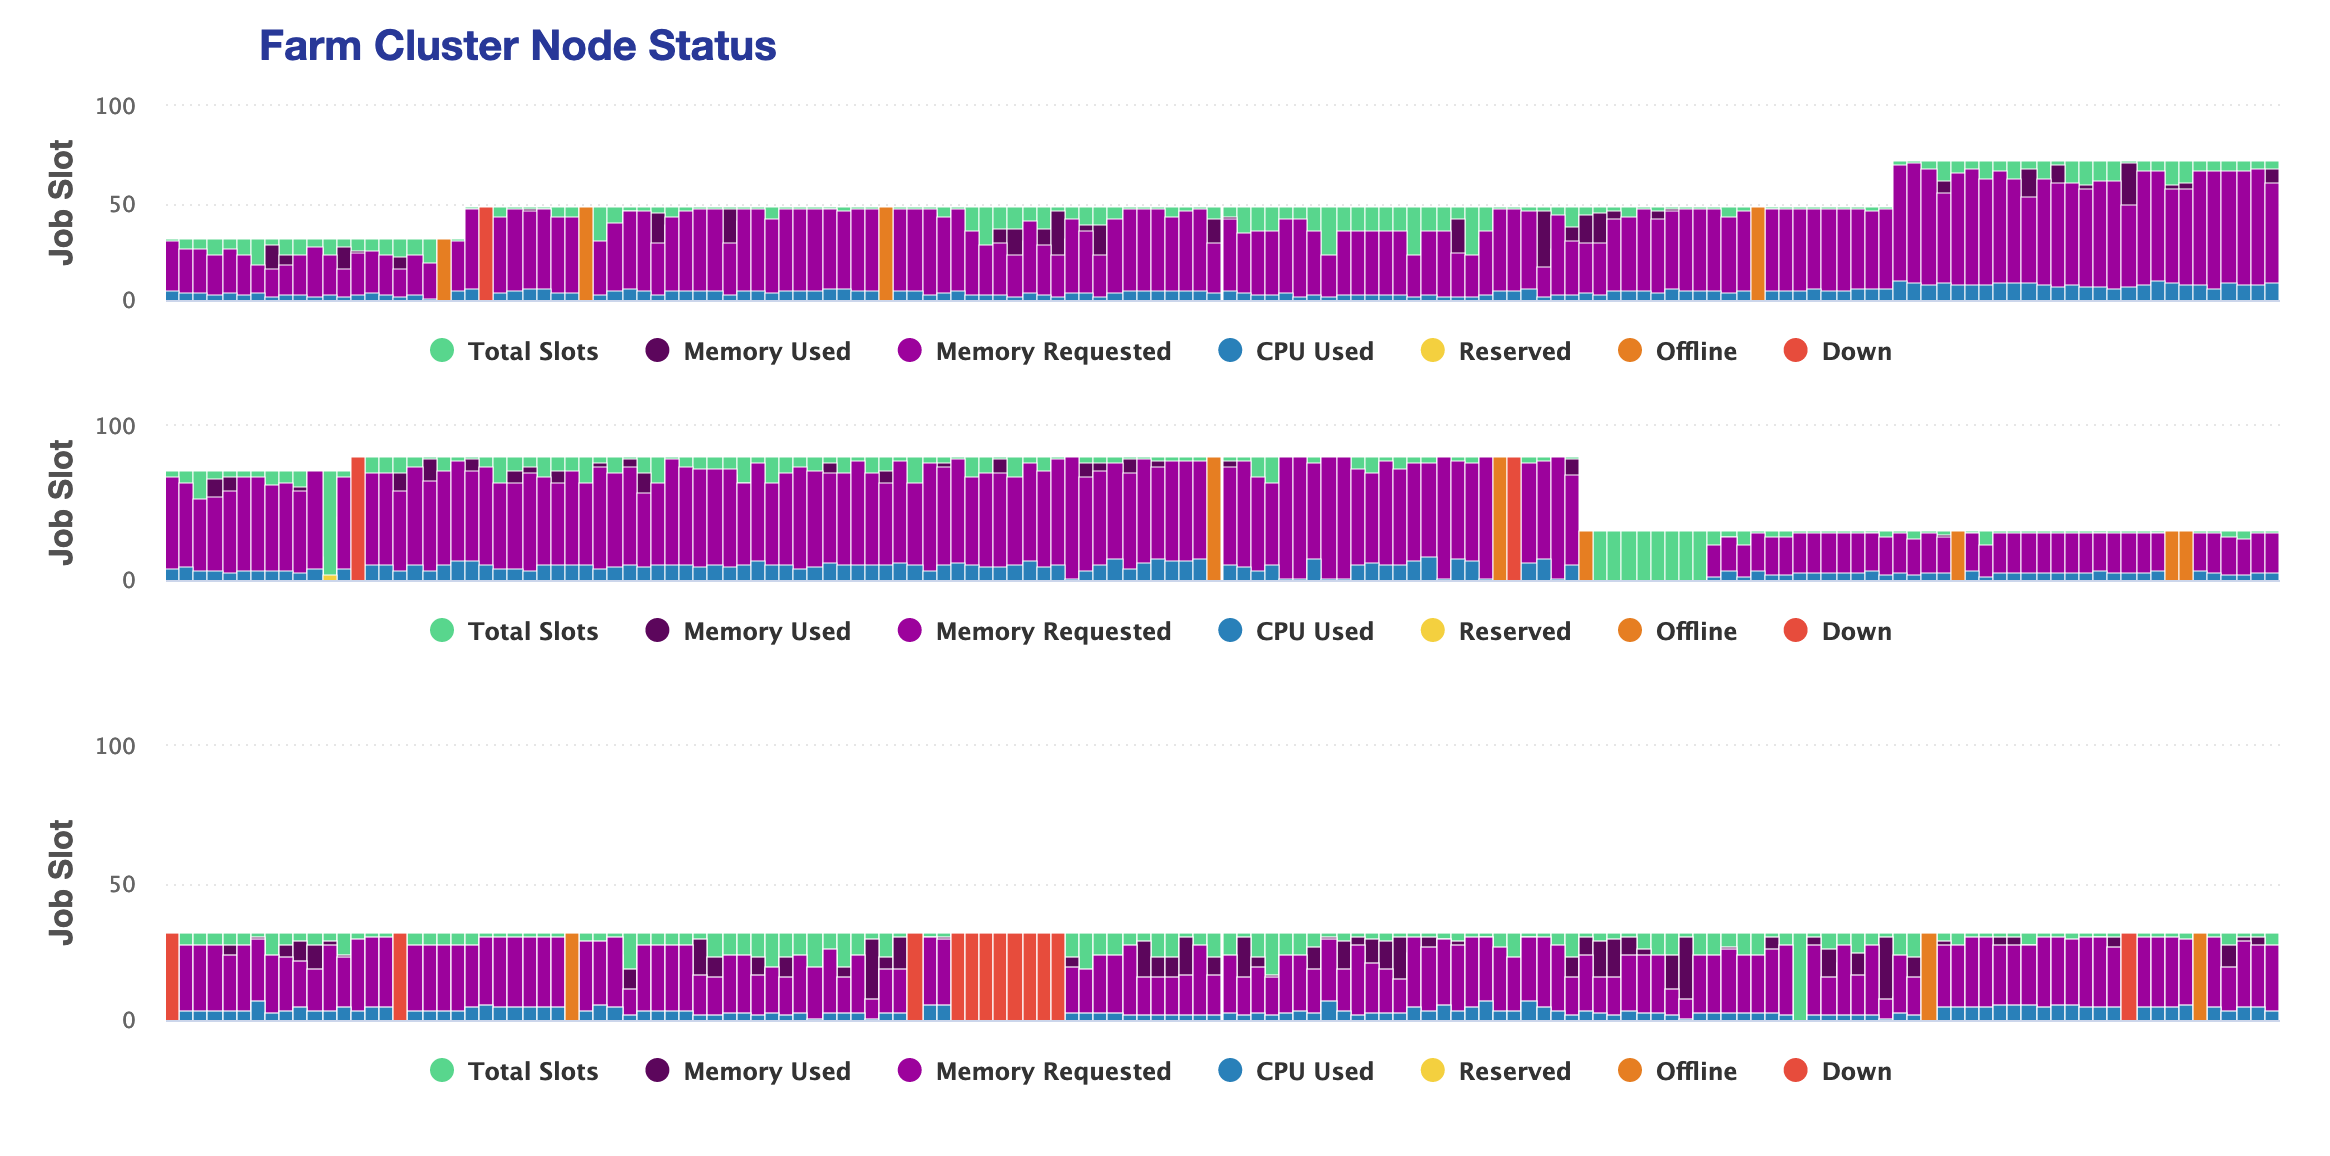 Farm Cluster Node Status
100
50
0
Job Slot
Total Slots Memory Used Memory Requested CPU Used Reserved Offline Down
100
0
Job Slot
Total Slots Memory Used Memory Requested CPU Used Reserved Offline Down
100
50
0
Job Slot
Total Slots Memory Used Memory Requested CPU Used Reserved Offline Down